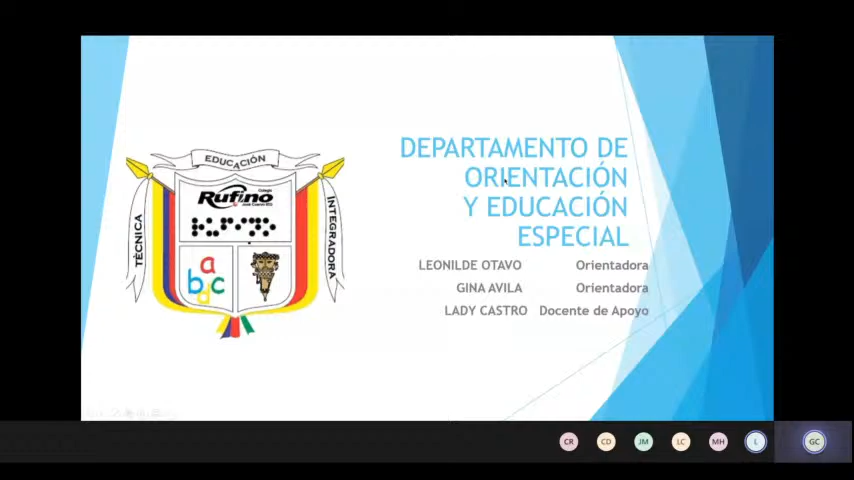 EDUCACIÓN
Rufino
TÉCNICA
INTEGRADORA
a
b c
d
DEPARTAMENTO DE
ORIENTACIÓN
Y EDUCACIÓN
ESPECIAL
LEONILDE OTAVO Orientadora
GINA AVILA Orientadora
LADY CASTRO Docente de Apoyo
CR CD JM LC MH L GC